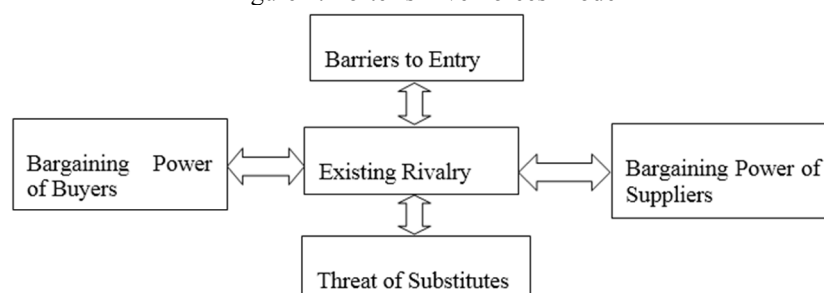 Barriers to Entry
Bargaining Power
of Buyers
Existing Rivalry
Bargaining Power of
Suppliers
Threat of Substitutes